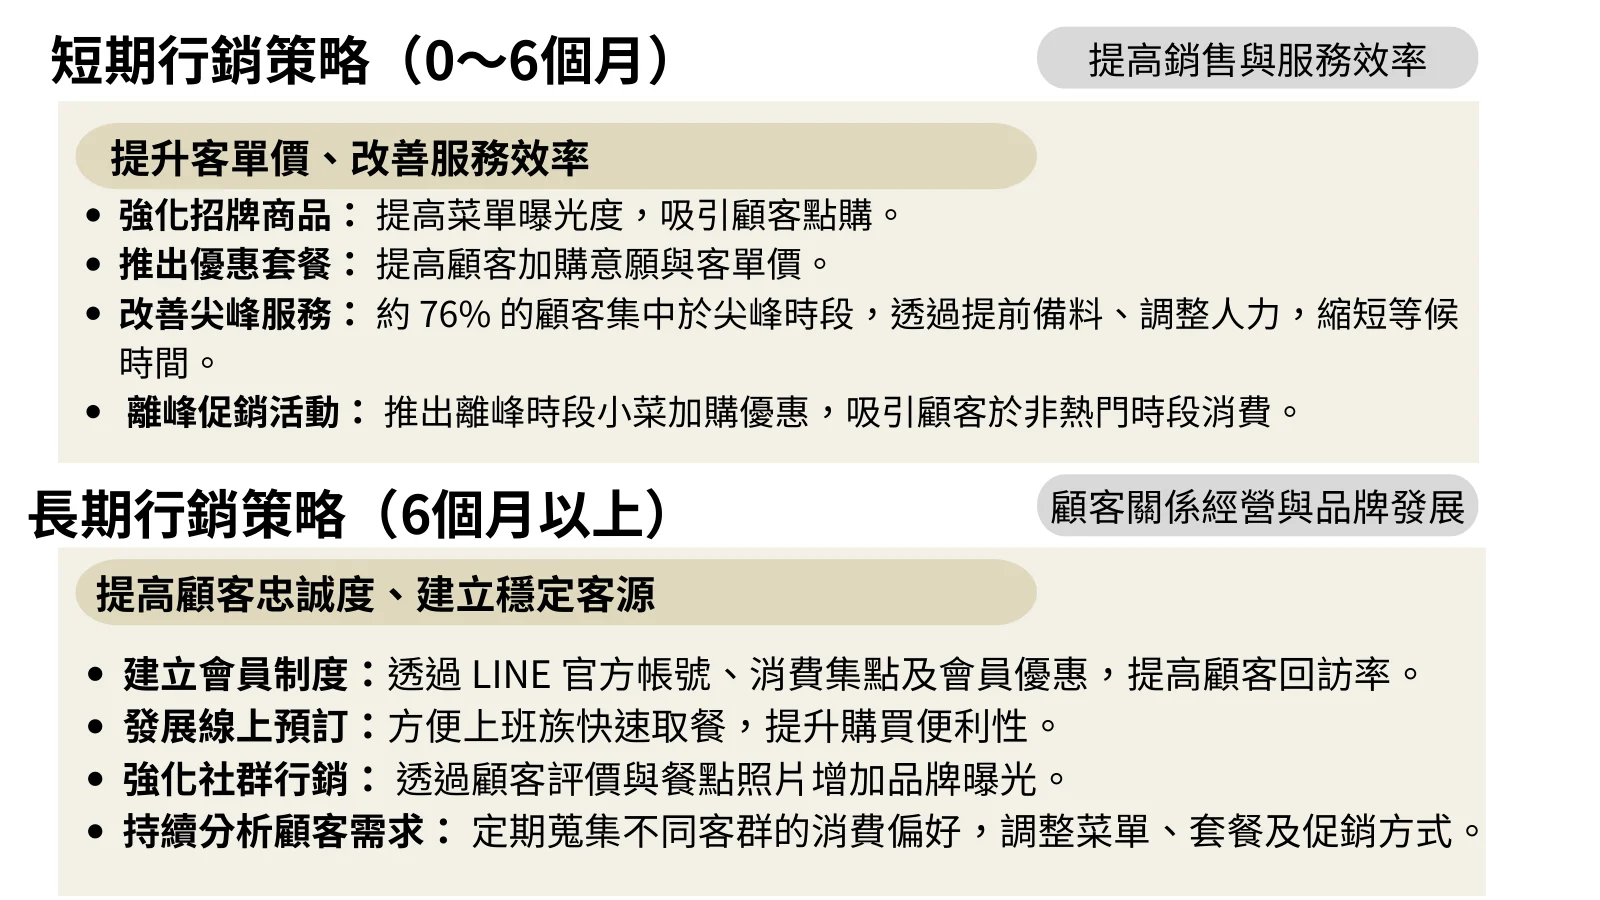 短期行銷策略（0～6個月）
提高銷售與服務效率
提升客單價、改善服務效率
• 強化招牌商品： 提高菜單曝光度，吸引顧客點購。
• 推出優惠套餐： 提高顧客加購意願與客單價。
• 改善尖峰服務： 約 76% 的顧客集中於尖峰時段，透過提前備料、調整人力，縮短等候
時間。
• 離峰促銷活動： 推出離峰時段小菜加購優惠，吸引顧客於非熱門時段消費。
長期行銷策略（6個月以上）
顧客關係經營與品牌發展
提高顧客忠誠度、建立穩定客源
• 建立會員制度：透過 LINE 官方帳號、消費集點及會員優惠，提高顧客回訪率。
• 發展線上預訂：方便上班族快速取餐，提升購買便利性。
• 強化社群行銷： 透過顧客評價與餐點照片增加品牌曝光。
• 持續分析顧客需求： 定期蒐集不同客群的消費偏好，調整菜單、套餐及促銷方式。